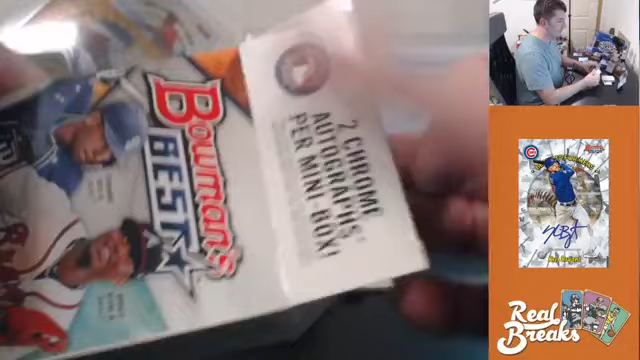 Bowman's
BEST
2 CHROME
AUTOGRAPHS
PER MINI-BOX!
Real
Breaks